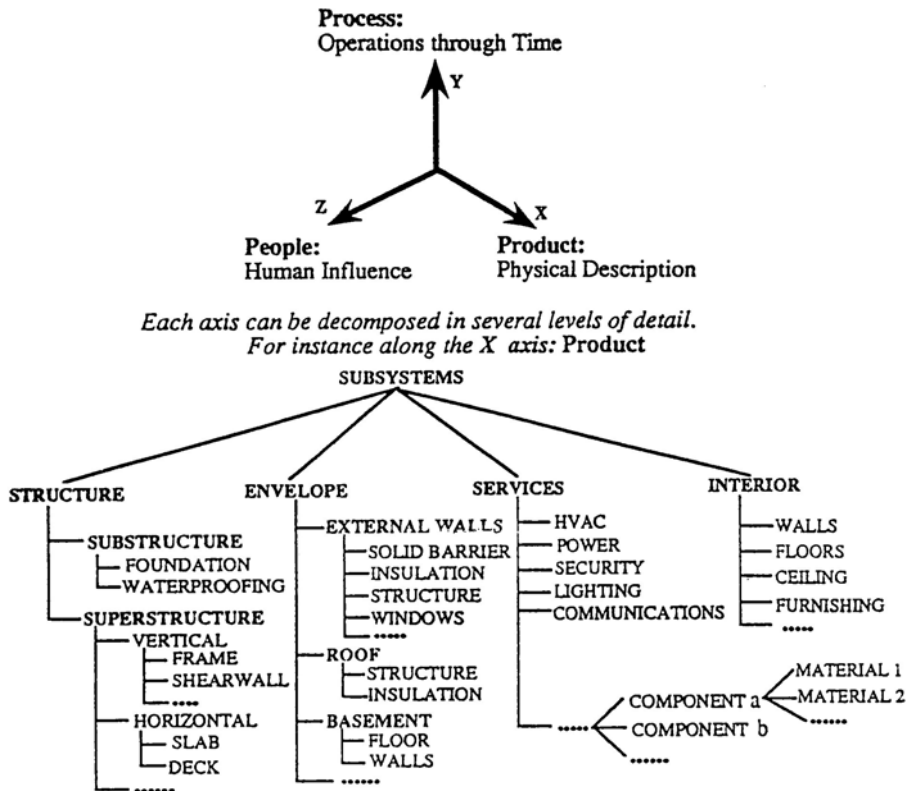 Process:
Operations through Time
Y
Z
X
People:
Human Influence
Product:
Physical Description
Each axis can be decomposed in several levels of detail.
For instance along the X axis: Product
SUBSYSTEMS
STRUCTURE
SUBSTRUCTURE
FOUNDATION
WATERPROOFING
SUPERSTRUCTURE
VERTICAL
FRAME
SHEARWALL
....
HORIZONTAL
SLAB
DECK
......
ENVELOPE
EXTERNAL WALLS
SOLID BARRIER
INSULATION
STRUCTURE
WINDOWS
.....
ROOF
STRUCTURE
INSULATION
BASEMENT
FLOOR
WALLS
......
SERVICES
HVAC
POWER
SECURITY
LIGHTING
COMMUNICATIONS
.....
COMPONENT a
COMPONENT b
......
MATERIAL 1
MATERIAL 2
......
INTERIOR
WALLS
FLOORS
CEILING
FURNISHING
.....